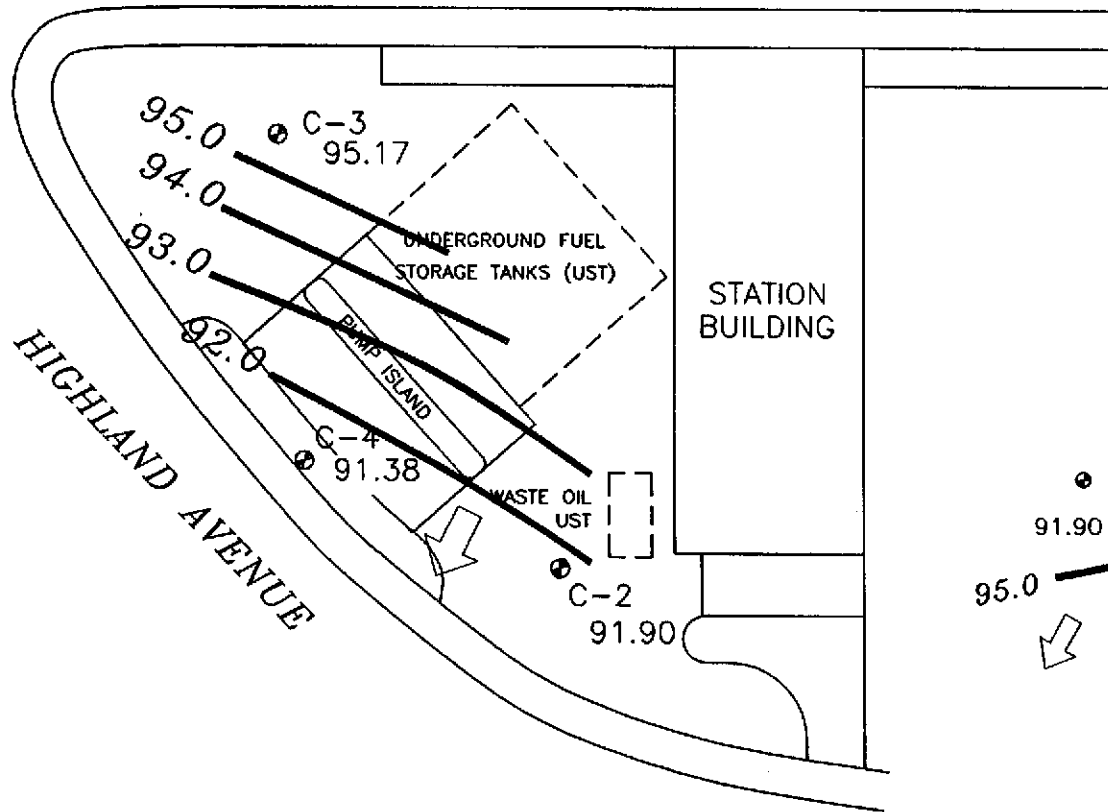 95.0
C-3
95.17
94.0
93.0
UNDERGROUND FUEL
STORAGE TANKS (UST)
STATION
BUILDING
92.0
PUMP ISLAND
HIGHLAND AVENUE
C-4
91.38
WASTE OIL
UST
C-2
91.90
91.90
95.0